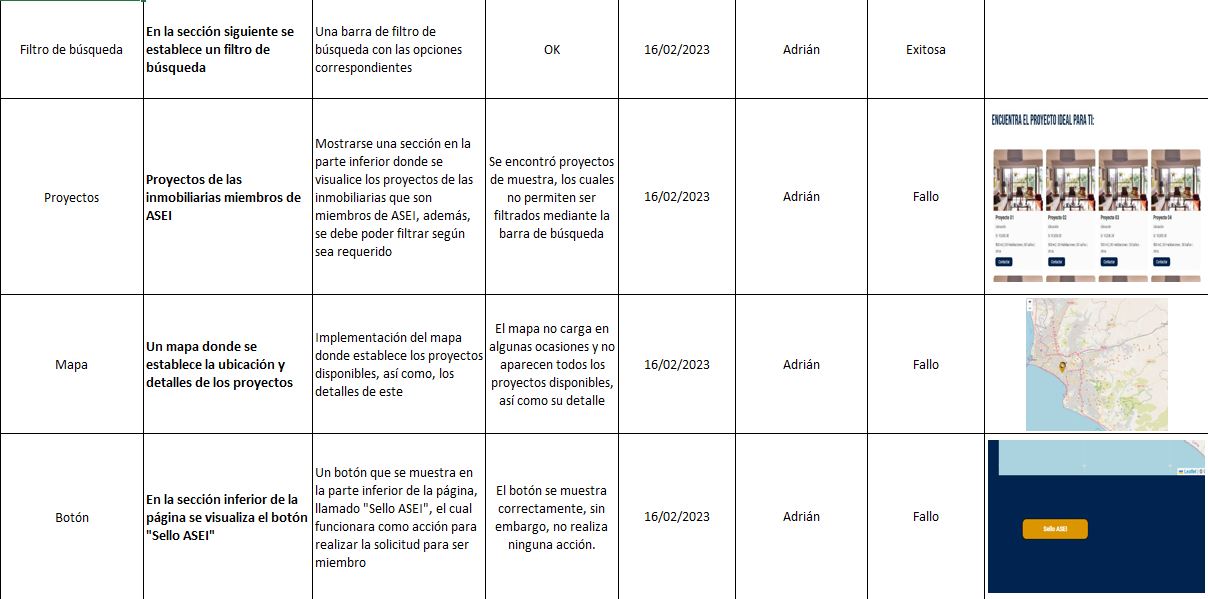 Filtro de búsqueda
En la sección siguiente se
establece un filtro de
búsqueda
Una barra de filtro de
búsqueda con las opciones
correspondientes
OK
16/02/2023
Adrián
Exitosa
Proyectos
Proyectos de las
inmobiliarias miembros de
ASEI
Mostrarse una sección en la
parte inferior donde se
visualice los proyectos de las
inmobiliarias que son
miembros de ASEI, además,
se debe poder filtrar según
sea requerido
Se encontró proyectos
de muestra, los cuales
no permiten ser
filtrados mediante la
barra de búsqueda
16/02/2023
Adrián
Fallo
ENCUENTRA EL PROYECTO IDEAL PARA TI:
Proyecto 01
Proyecto 02
Proyecto 03
Proyecto 04
Contactar
Contactar
Contactar
Contactar
Mapa
Un mapa donde se
establece la ubicación y
detalles de los proyectos
Implementación del mapa
donde establece los proyectos
disponibles, así como, los
detalles de este
El mapa no carga en
algunas ocasiones y no
aparecen todos los
proyectos disponibles,
así como su detalle
16/02/2023
Adrián
Fallo
Botón
En la sección inferior de la
página se visualiza el botón
"Sello ASEI"
Un botón que se muestra en
la parte inferior de la página,
llamado "Sello ASEI", el cual
funcionara como acción para
realizar la solicitud para ser
miembro
El botón se muestra
correctamente, sin
embargo, no realiza
ninguna acción.
16/02/2023
Adrián
Fallo
Leaflet
Sello ASEI